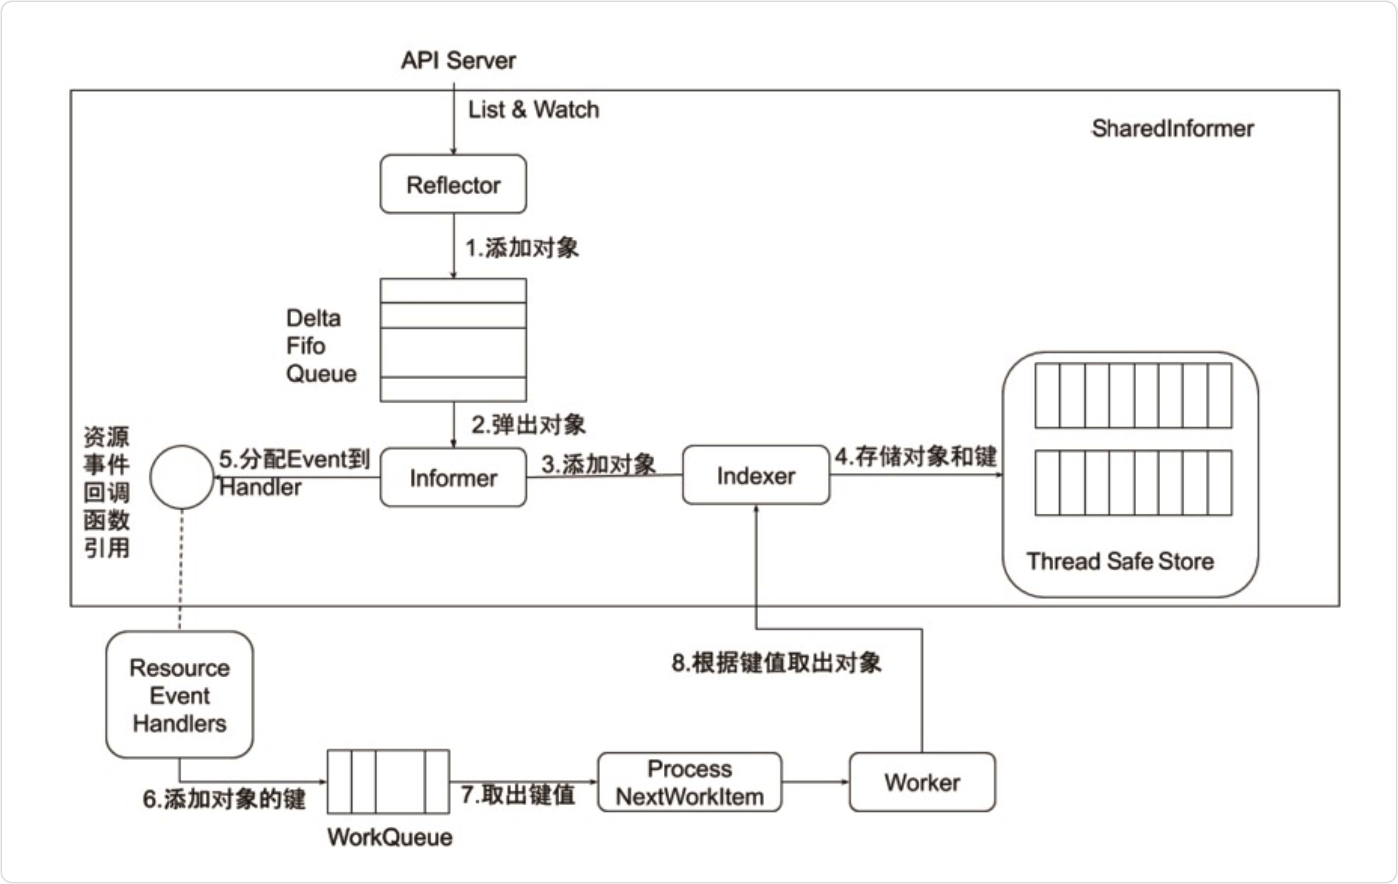 API Server
List & Watch
SharedInformer
Reflector
1.添加对象
Delta
Fifo
Queue
2.弹出对象
资源
事件
回调
函数
引用
5.分配Event到
Handler
Informer
3.添加对象
Indexer
4.存储对象和键
Thread Safe Store
Resource
Event
Handlers
8.根据键值取出对象
6.添加对象的键
WorkQueue
7.取出键值
Process
NextWorkItem
Worker